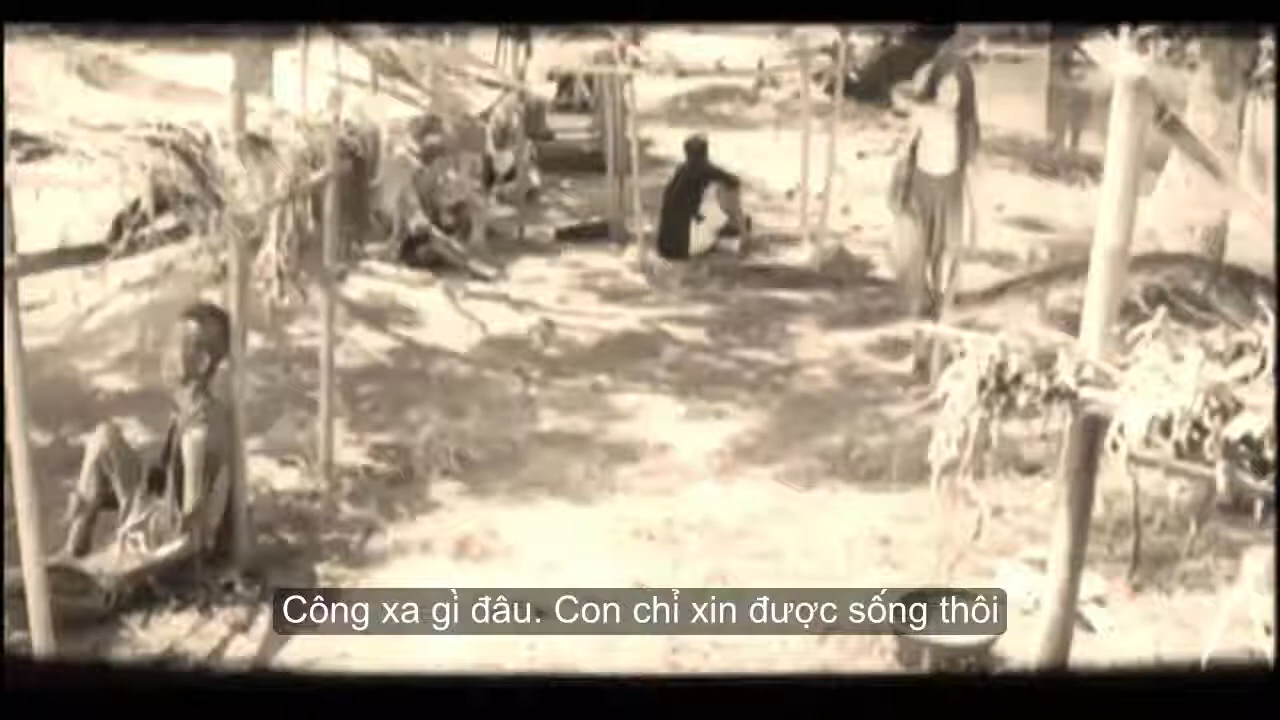 Công xa gì đâu. Con chỉ xin được sống thôi